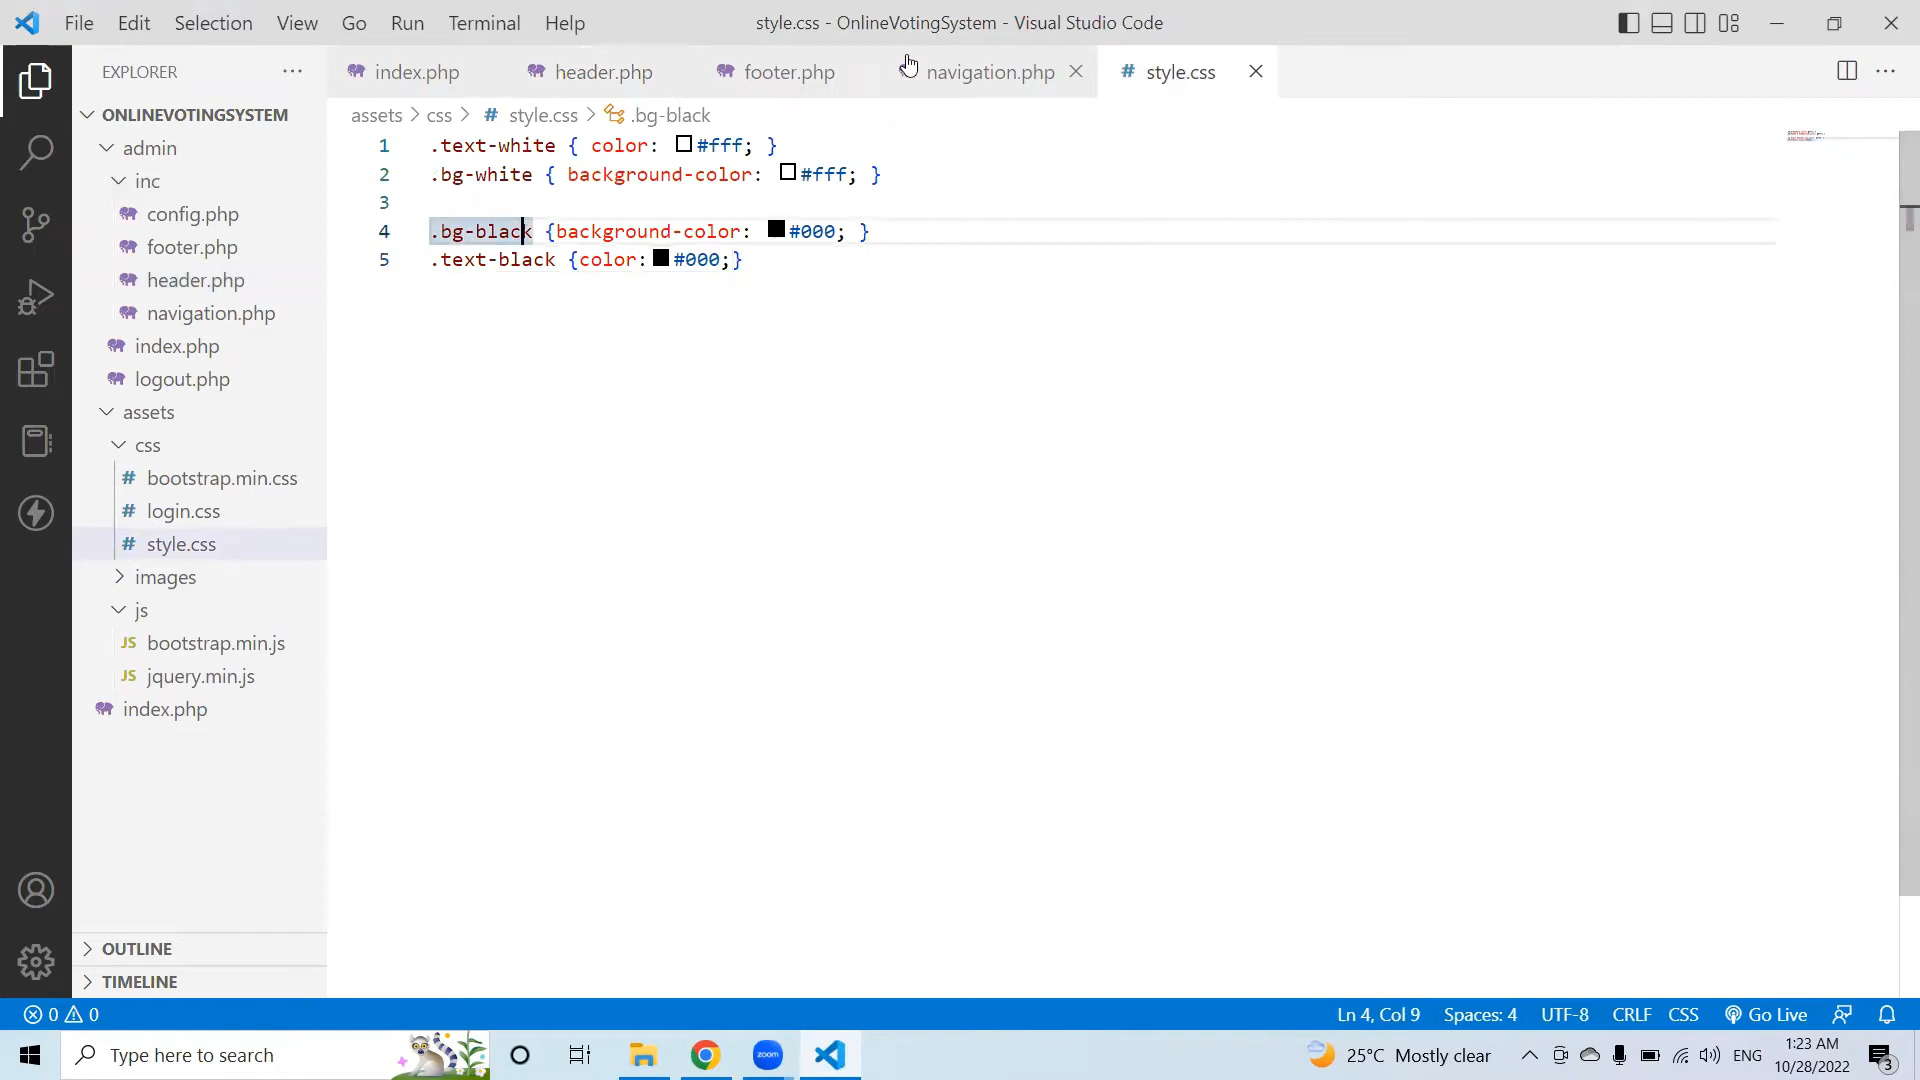 File Edit Selection View Go Run Terminal Help style.css - OnlineVotingSystem - Visual Studio Code
EXPLORER
index.php header.php footer.php navigation.php style.css
ONLINEVOTINGSYSTEM
admin
inc
config.php
footer.php
header.php
navigation.php
index.php
logout.php
assets
css
bootstrap.min.css
login.css
style.css
images
js
JS bootstrap.min.js
JS jquery.min.js
index.php
OUTLINE
TIMELINE
assets > css > # style.css > .bg-black
1 .text-white { color: #fff; }
2 .bg-white { background-color: #fff; }
3
4 .bg-black {background-color: #000; }
5 .text-black {color: #000;}
0 0 Ln 4, Col 9 Spaces: 4 UTF-8 CRLF CSS Go Live
Type here to search zoom 25°C Mostly clear ENG 1:23 AM
10/28/2022 3